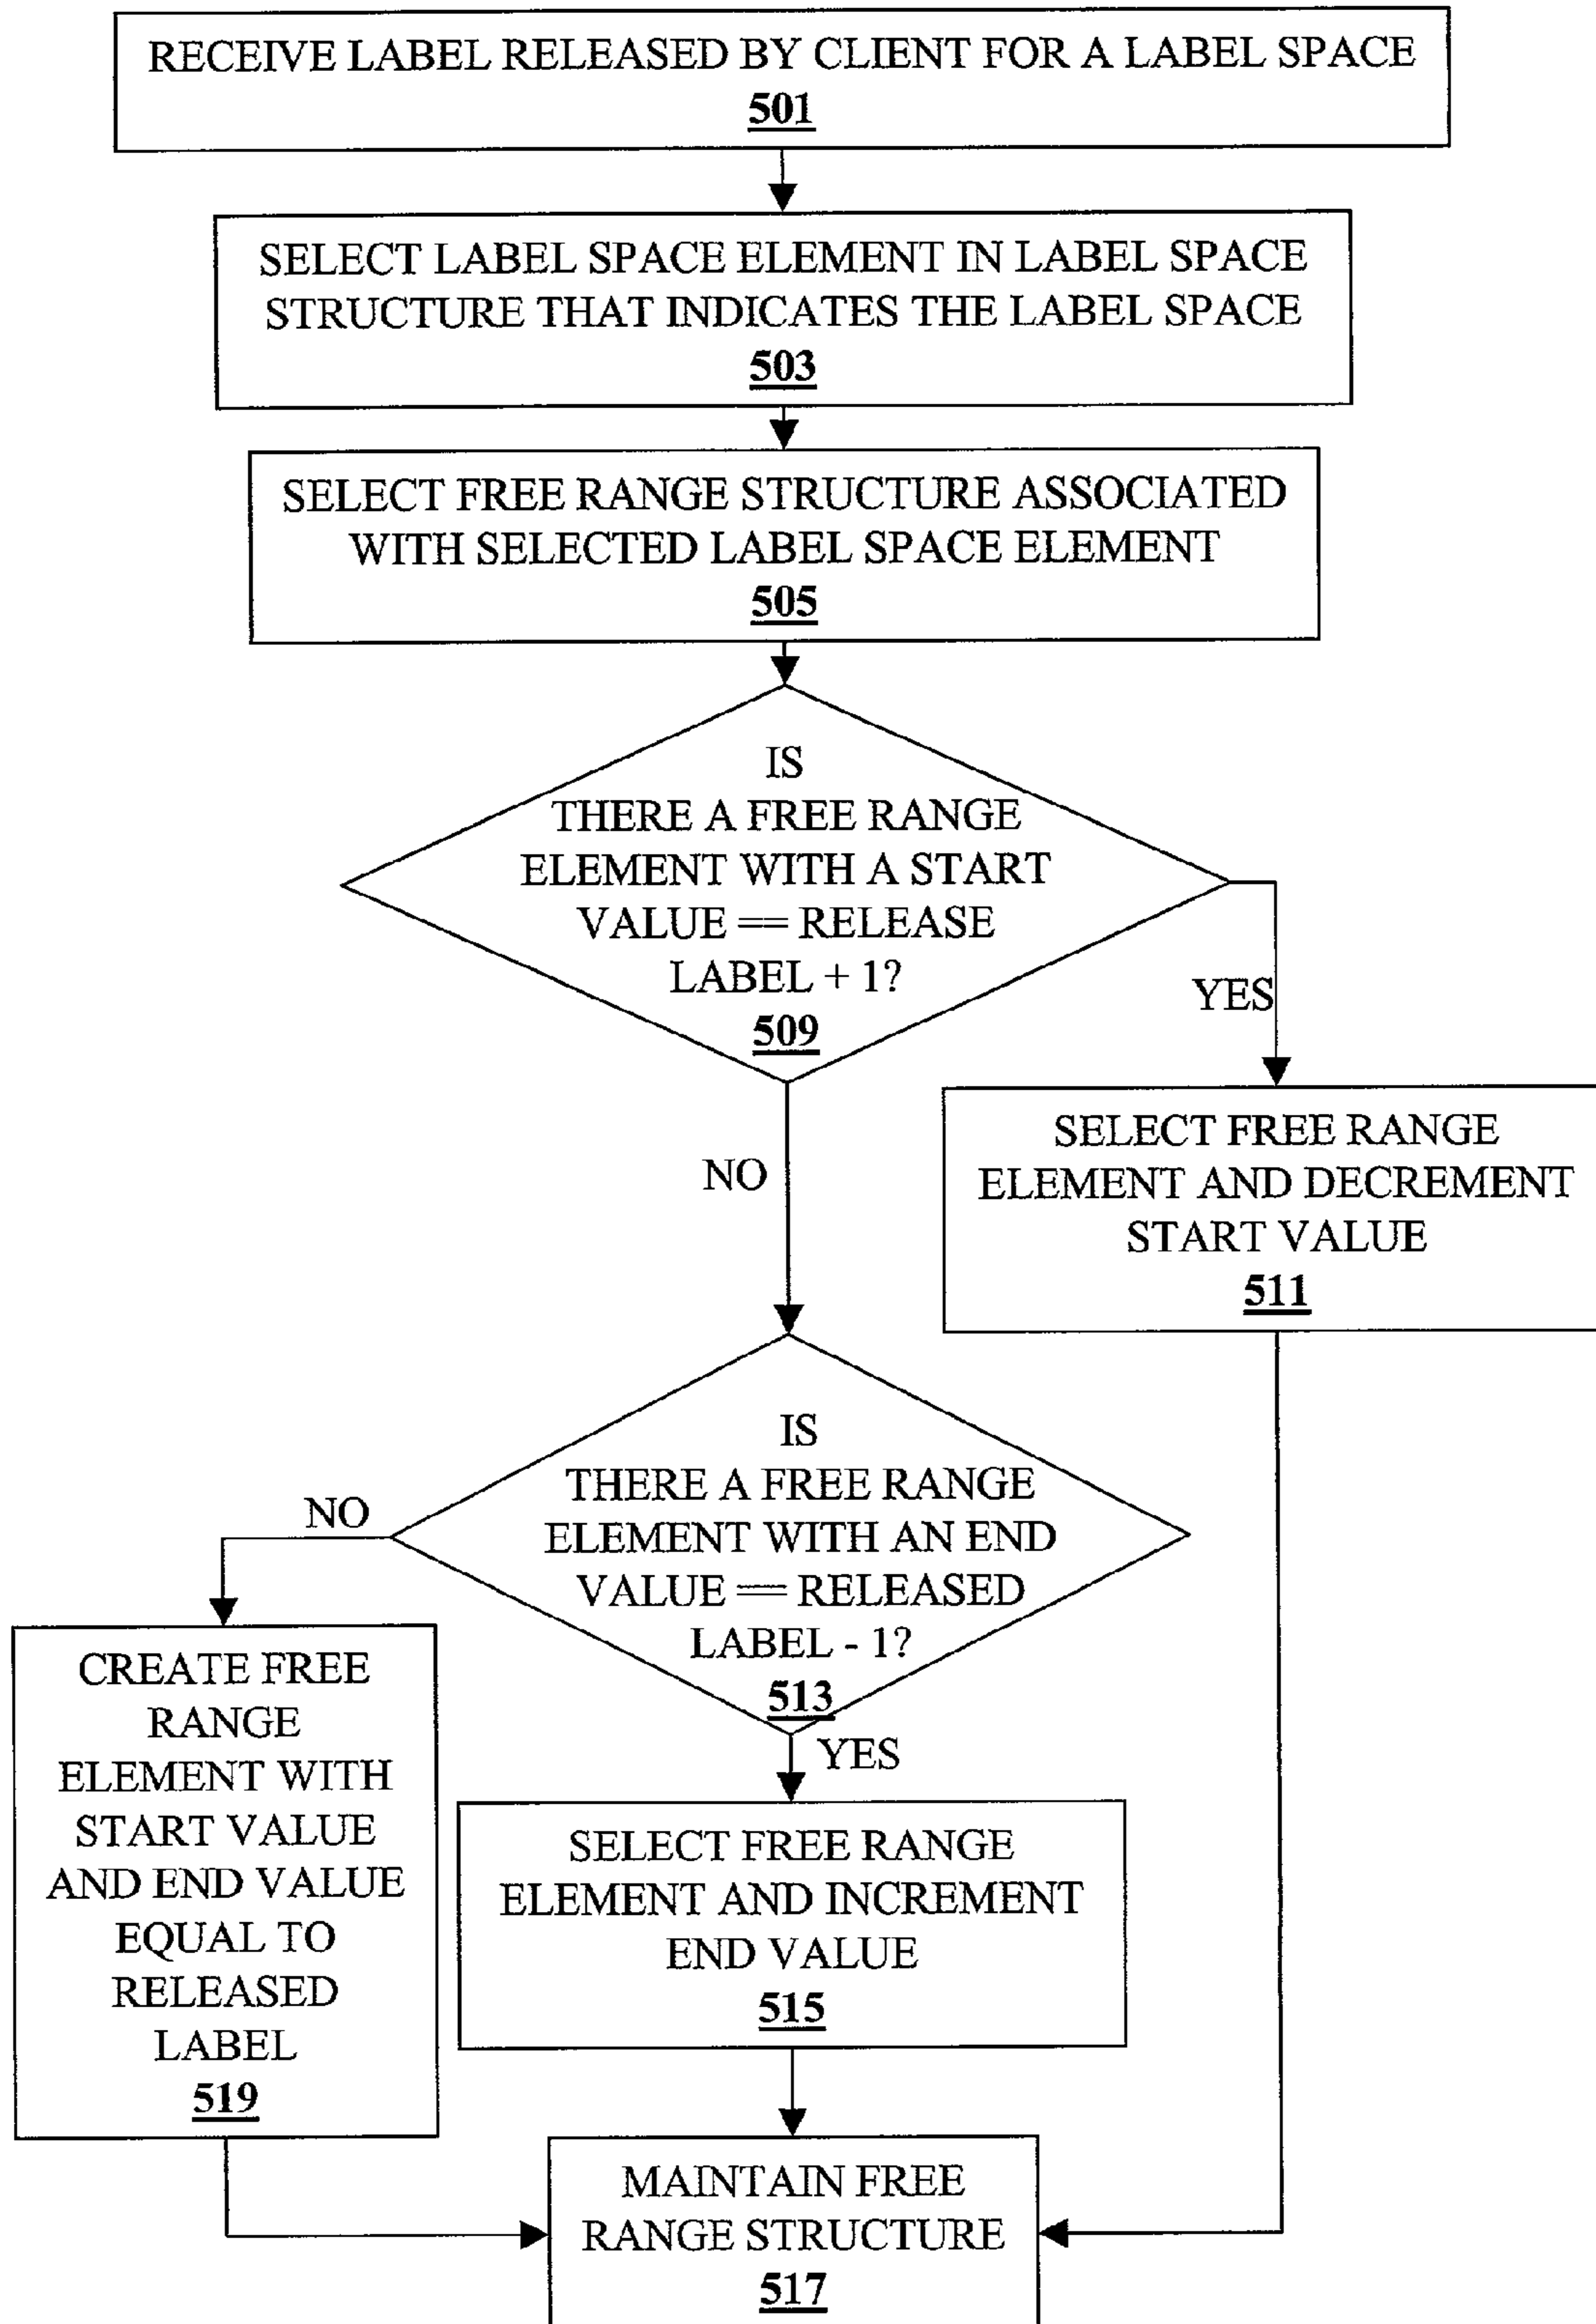 RECEIVE LABEL RELEASED BY CLIENT FOR A LABEL SPACE
501
SELECT LABEL SPACE ELEMENT IN LABEL SPACE
STRUCTURE THAT INDICATES THE LABEL SPACE
503
SELECT FREE RANGE STRUCTURE ASSOCIATED
WITH SELECTED LABEL SPACE ELEMENT
505
IS
THERE A FREE RANGE
ELEMENT WITH A START
VALUE == RELEASE
LABEL + 1?
509
YES
NO
SELECT FREE RANGE
ELEMENT AND DECREMENT
START VALUE
511
IS
THERE A FREE RANGE
ELEMENT WITH AN END
VALUE == RELEASED
LABEL - 1?
513
NO
YES
CREATE FREE
RANGE
ELEMENT WITH
START VALUE
AND END VALUE
EQUAL TO
RELEASED
LABEL
519
SELECT FREE RANGE
ELEMENT AND INCREMENT
END VALUE
515
MAINTAIN FREE
RANGE STRUCTURE
517